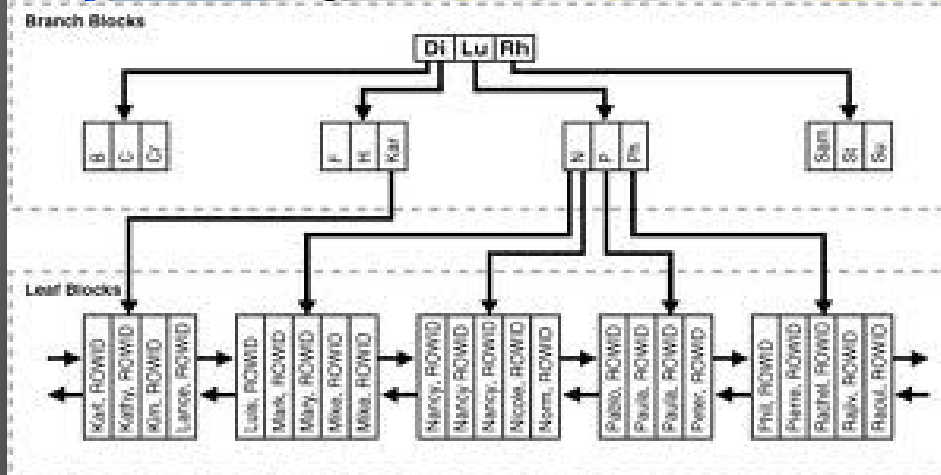 Branch Blocks
Di Lu Rh
B C Cr
F H Kar
N P Ph
Sam St Su
Leaf Blocks
Karl, ROWID
Kathy, ROWID
Kim, ROWID
Lance, ROWID
Luis, ROWID
Mark, ROWID
Mary, ROWID
Mike, ROWID
Mike, ROWID
Nancy, ROWID
Nancy, ROWID
Nancy, ROWID
Nicole, ROWID
Norm, ROWID
Pablo, ROWID
Paula, ROWID
Paula, ROWID
Peter, ROWID
Phil, ROWID
Pierre, ROWID
Rachel, ROWID
Rajiv, ROWID
Raoul, ROWID